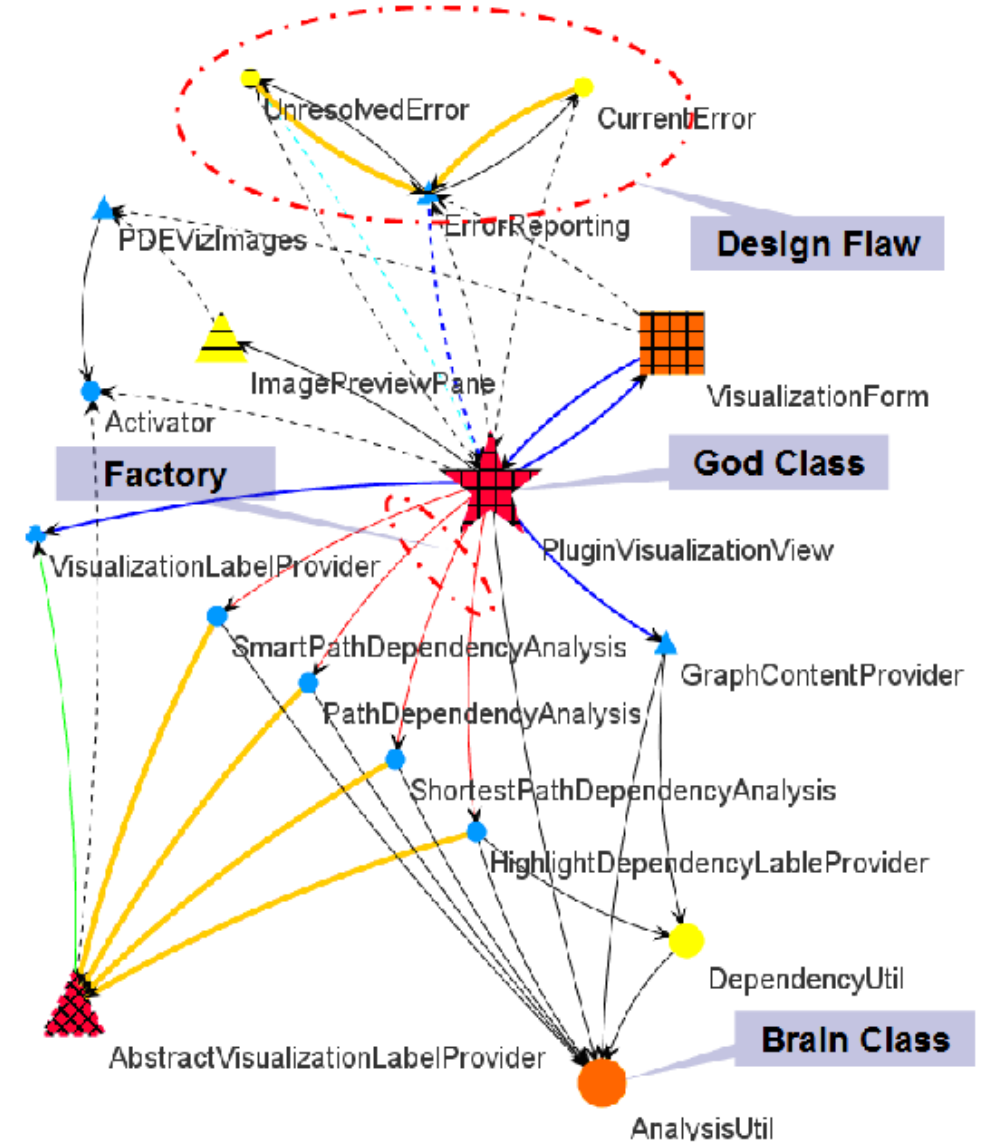 UnresolvedError
CurrentError
ErrorReporting
PDEVizImages
Design Flaw
ImagePreviewPane
VisualizationForm
Activator
Factory
God Class
PluginVisualizationView
VisualizationLabelProvider
SmartPathDependencyAnalysis
GraphContentProvider
PathDependencyAnalysis
ShortestPathDependencyAnalysis
HighlightDependencyLableProvider
DependencyUtil
Brain Class
AbstractVisualizationLabelProvider
AnalysisUtil